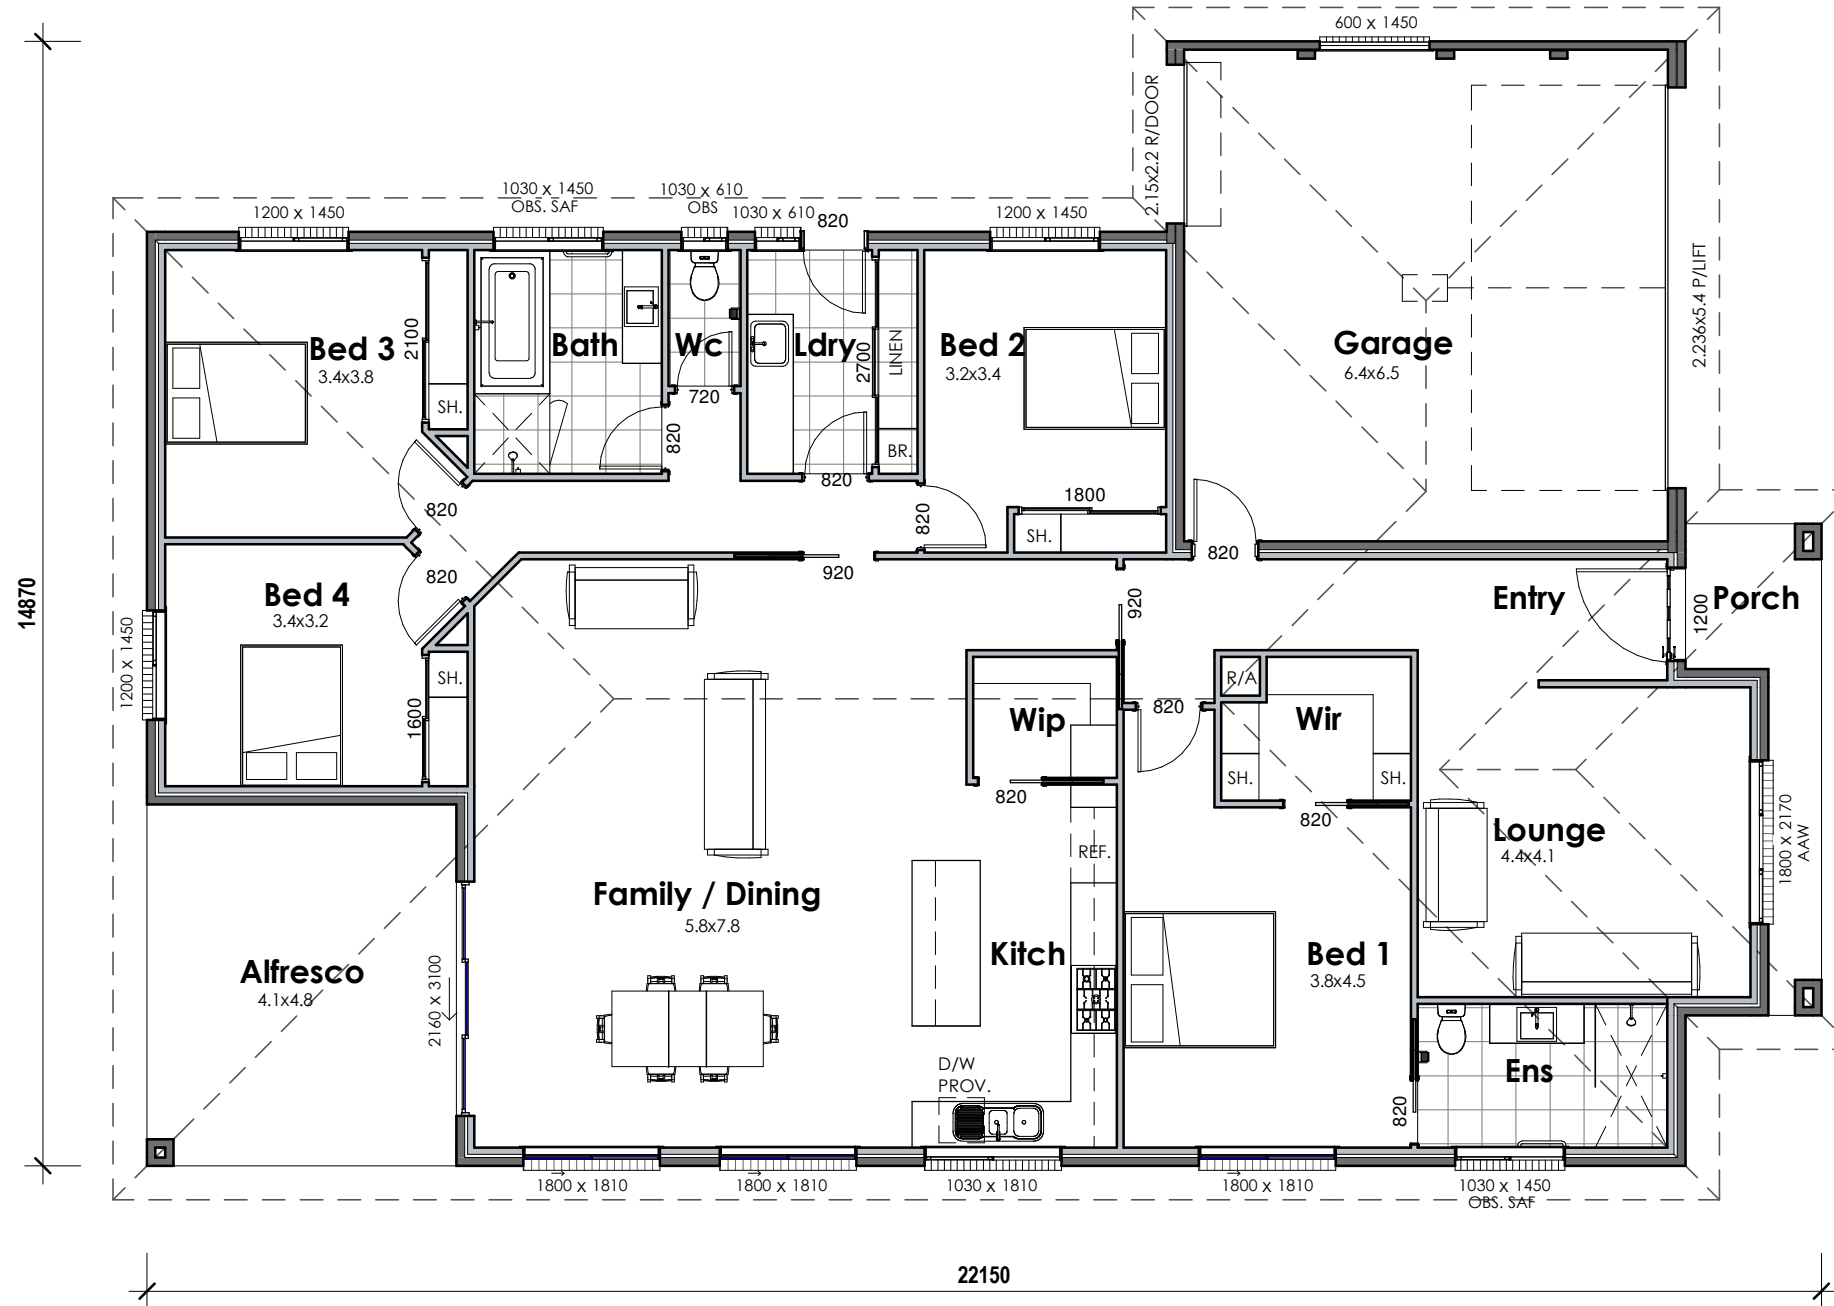 600 x 1450
2.15x2.2 R/DOOR
1030 x 1450
OBS. SAF
1030 x 610
OBS
1200 x 1450
1030 x 610
820
1200 x 1450
2.236x5.4 P/LIFT
Bed 3
3.4x3.8
2100
SH.
Bath
Wc
720
820
Ldry
2700
LINEN
BR.
820
Bed 2
3.2x3.4
1800
SH.
820
Garage
6.4x6.5
820
820
820
920
920
14870
Bed 4
3.4x3.2
1200 x 1450
SH.
1600
Entry
1200
Porch
Wip
820
820
R/A
Wir
SH.
SH.
820
Lounge
4.4x4.1
1800 x 2170
AAW
REF.
Family / Dining
5.8x7.8
Kitch
Bed 1
3.8x4.5
Alfresco
4.1x4.8
2160 x 3100
D/W
PROV.
Ens
820
1800 x 1810
1800 x 1810
1030 x 1810
1800 x 1810
1030 x 1450
OBS. SAF
22150